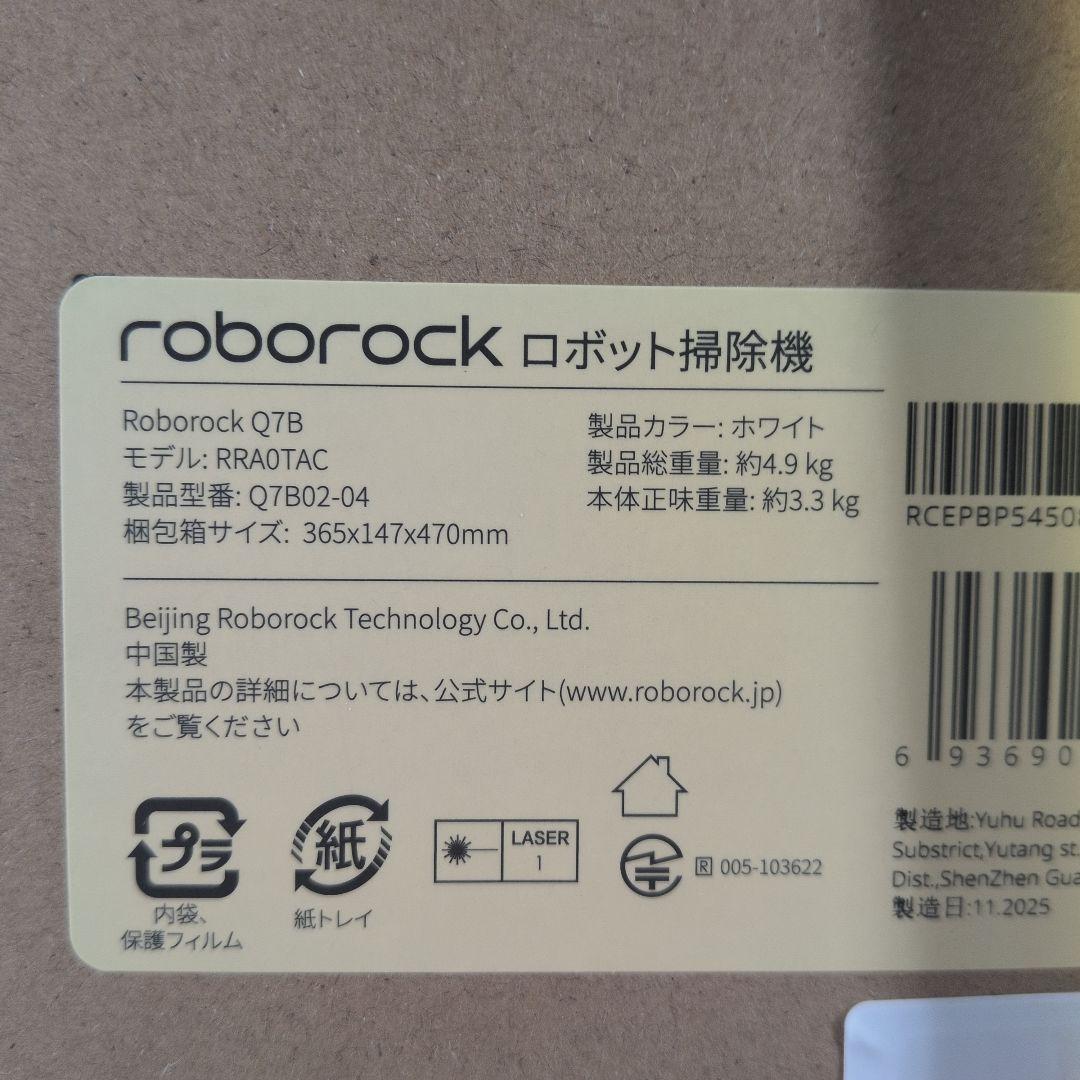 roborock ロボット掃除機
Roborock Q7B
モデル: RRA0TAC
製品型番: Q7B02-04
梱包箱サイズ: 365x147x470mm
製品カラー: ホワイト
製品総重量: 約4.9 kg
本体正味重量: 約3.3 kg
Beijing Roborock Technology Co., Ltd.
中国製
本製品の詳細については、公式サイト(www.roborock.jp)
をご覧ください
プラ
内袋、
保護フィルム
紙
紙トレイ
LASER
1
R 005-103622
RCEPBP5450
6 93690
製造地:Yuhu Road
Substrict,Yutang st.
Dist.,ShenZhen Gua
製造日:11.2025